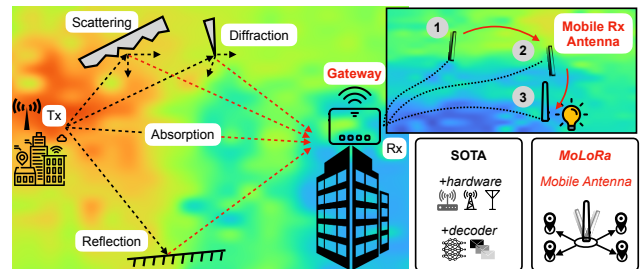 Scattering
Diffraction
Tx
Absorption
Gateway
Rx
Reflection
Mobile Rx
Antenna
1
2
3
SOTA
+hardware
+decoder
MoLoRa
Mobile Antenna